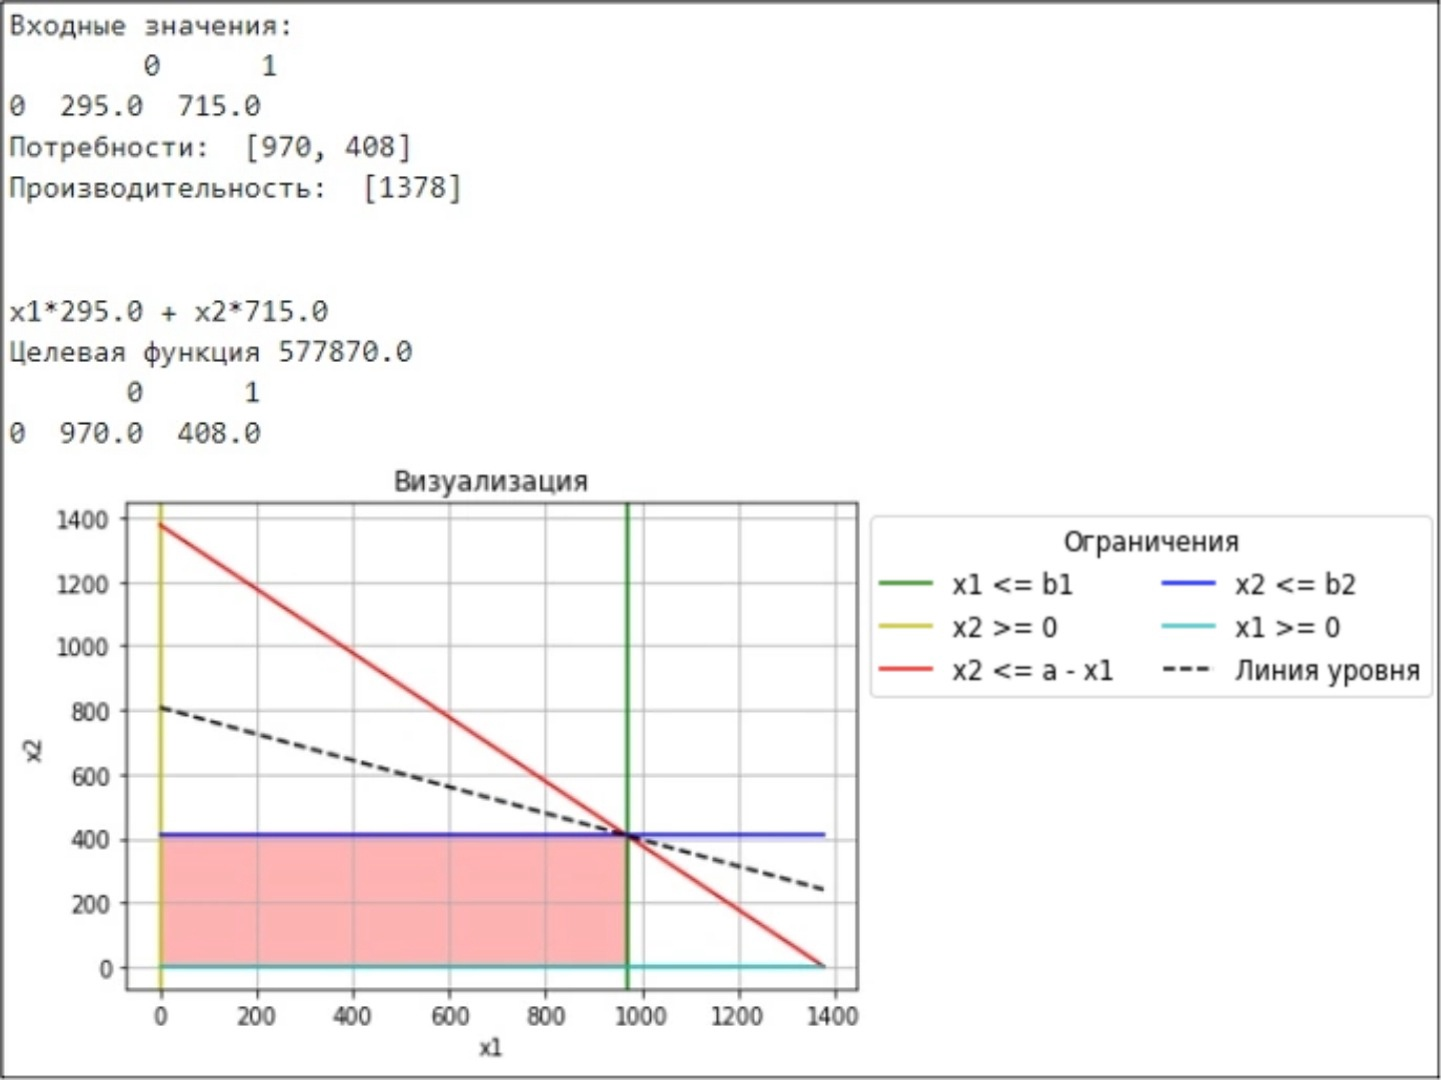 Входные значения:
0 1
0 295.0 715.0
Потребности: [970, 408]
Производительность: [1378]
x1*295.0 + x2*715.0
Целевая функция 577870.0
0 1
0 970.0 408.0
Визуализация
1400
1200
1000
800
600
400
200
0
x2
0 200 400 600 800 1000 1200 1400
x1
Ограничения
x1 <= b1 x2 <= b2
x2 >= 0 x1 >= 0
x2 <= a - x1 Линия уровня